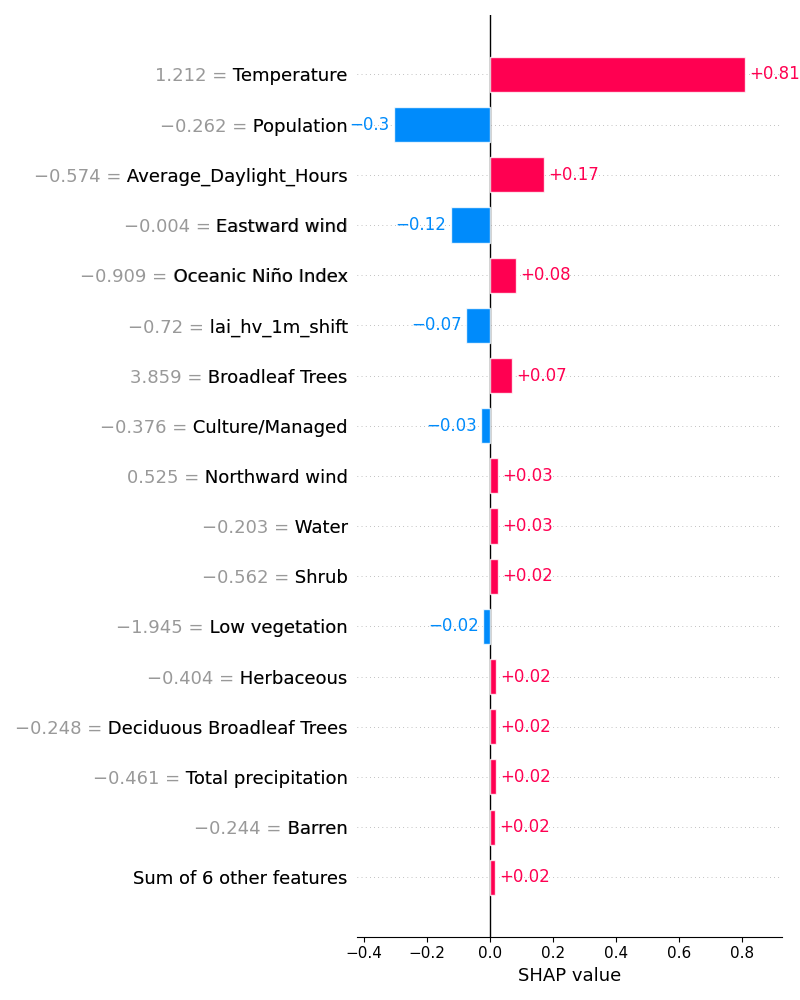 1.212 = Temperature +0.81
−0.262 = Population −0.3
−0.574 = Average_Daylight_Hours +0.17
−0.004 = Eastward wind −0.12
−0.909 = Oceanic Niño Index +0.08
−0.72 = lai_hv_1m_shift −0.07
3.859 = Broadleaf Trees +0.07
−0.376 = Culture/Managed −0.03
0.525 = Northward wind +0.03
−0.203 = Water +0.03
−0.562 = Shrub +0.02
−1.945 = Low vegetation −0.02
−0.404 = Herbaceous +0.02
−0.248 = Deciduous Broadleaf Trees +0.02
−0.461 = Total precipitation +0.02
−0.244 = Barren +0.02
Sum of 6 other features +0.02
−0.4 −0.2 0.0 0.2 0.4 0.6 0.8
SHAP value